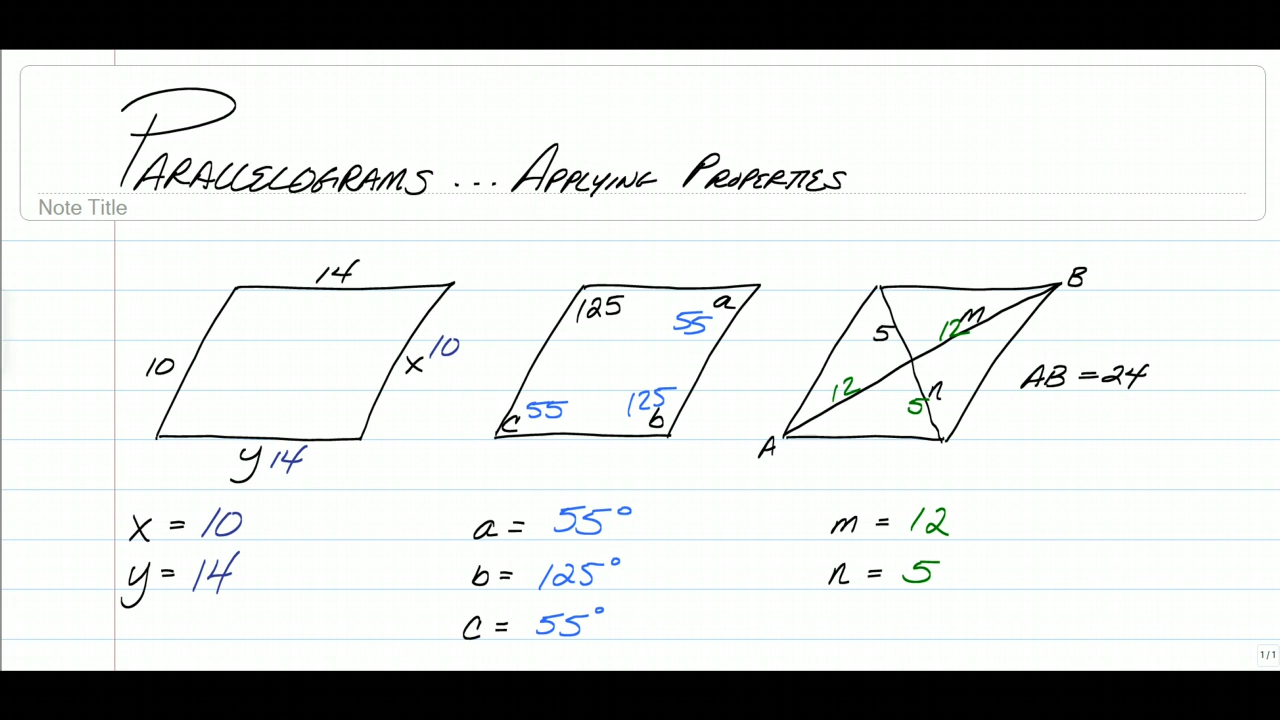 PARALLELOGRAMS ... APPLYING PROPERTIES
Note Title
14
10
x 10
y 14
125
a
55
c 55
125
b
B
5
12 m
12
5 n
A
AB = 24
x = 10
y = 14
a = 55°
b = 125°
c = 55°
m = 12
n = 5
1/1